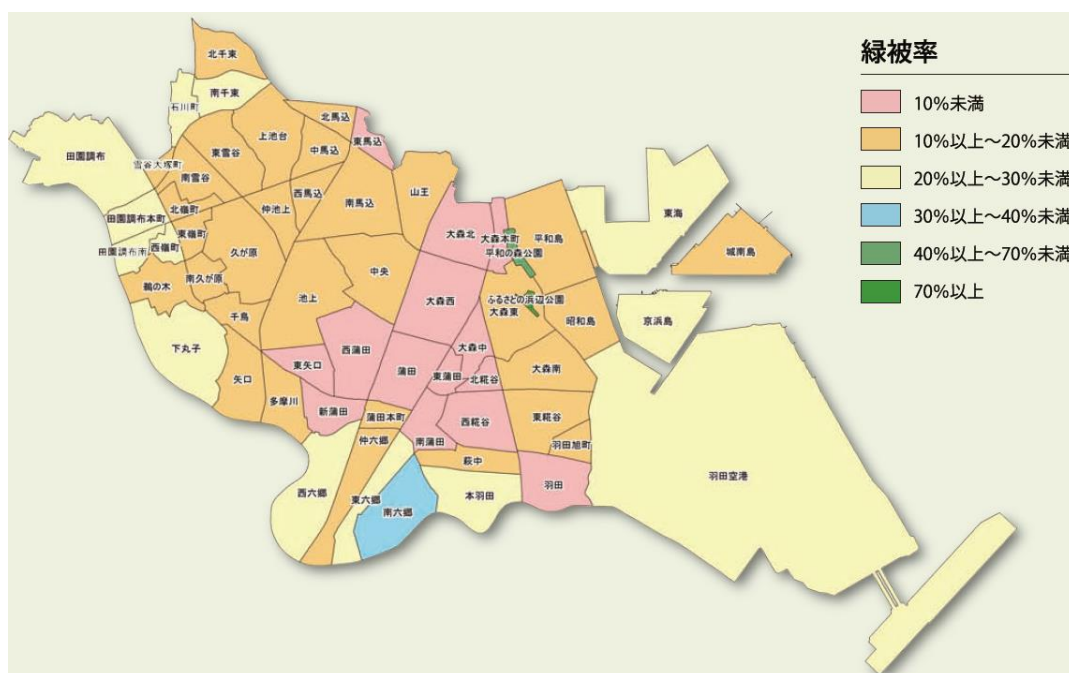 緑被率
10%未満
10%以上～20%未満
20%以上～30%未満
30%以上～40%未満
40%以上～70%未満
70%以上
北千束
南千束
石川町
田園調布
雪谷大塚町
東雪谷
上池台
北馬込
東馬込
中馬込
南雪谷
西馬込
南馬込
山王
田園調布本町
北嶺町
仲池上
東嶺町
田園調布南
西嶺町
久が原
鵜の木
南久が原
千鳥
池上
中央
大森北
大森本町
平和の森公園
平和島
東海
城南島
大森西
ふるさとの浜辺公園
大森東
昭和島
京浜島
下丸子
西蒲田
東矢口
大森中
蒲田
東蒲田
北糀谷
大森南
矢口
多摩川
新蒲田
蒲田本町
西糀谷
東糀谷
仲六郷
南蒲田
羽田旭町
萩中
羽田空港
西六郷
東六郷
本羽田
羽田
南六郷